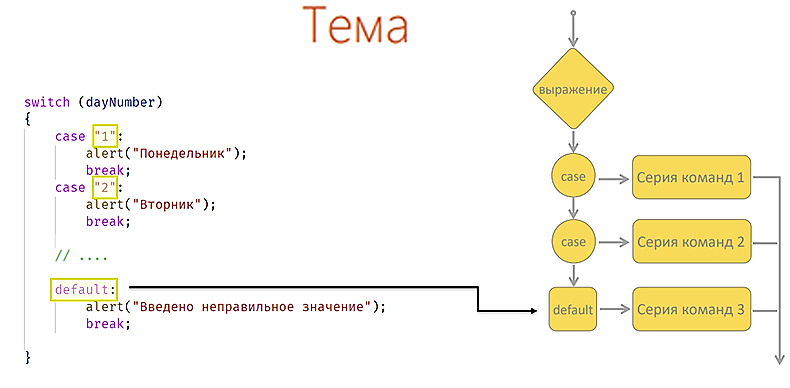 Тема
switch (dayNumber)
{
case "1":
alert("Понедельник");
break;
case "2":
alert("Вторник");
break;
// ....
default:
alert("Введено неправильное значение");
break;
}
выражение
case
Серия команд 1
case
Серия команд 2
default
Серия команд 3